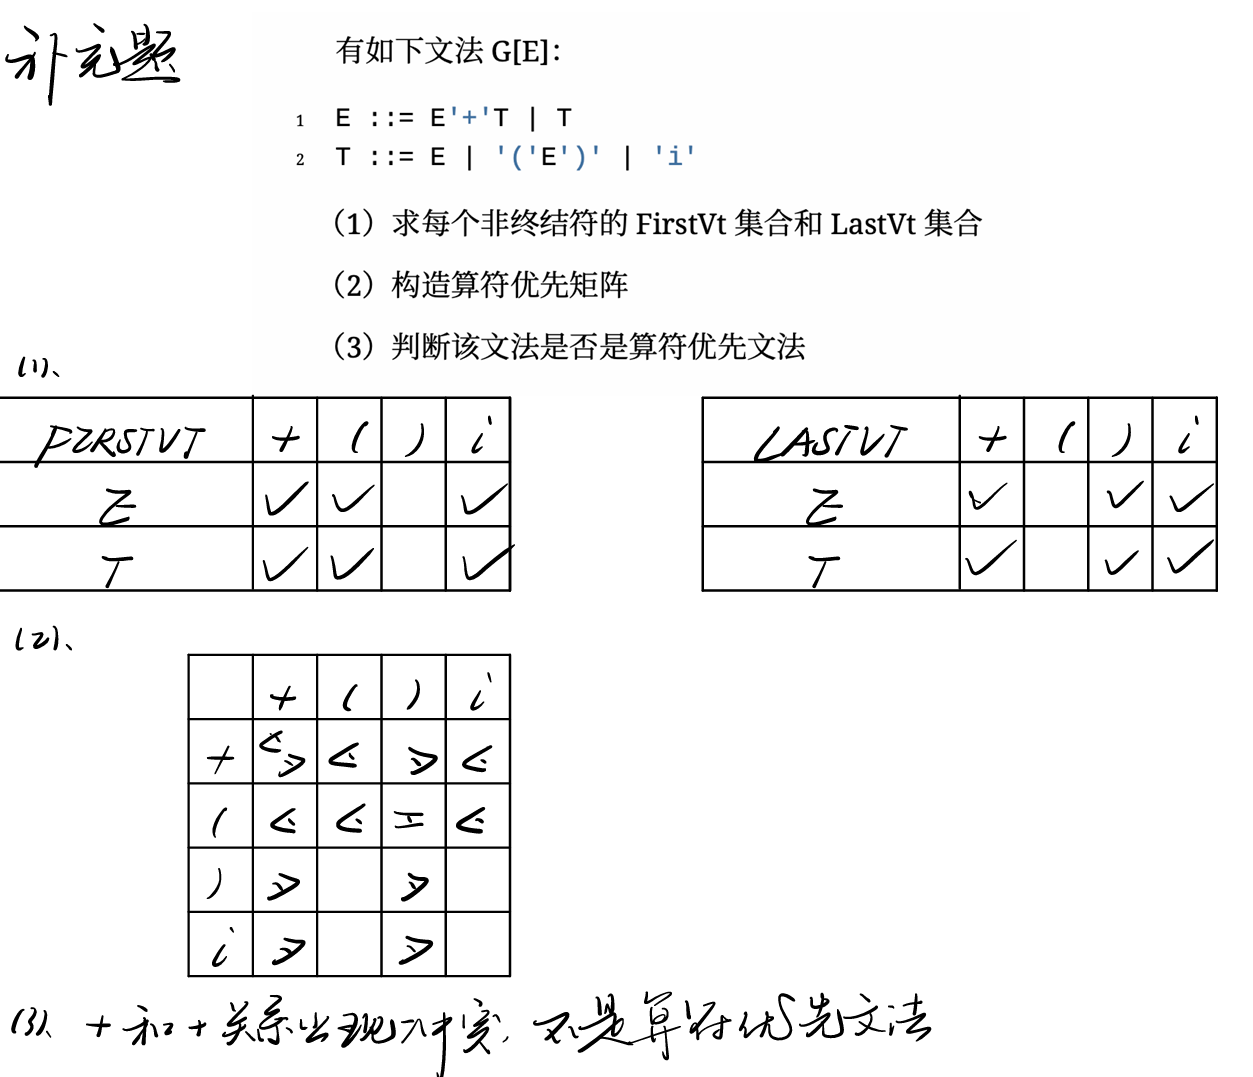 补充题
有如下文法 G[E]:
1 E ::= E'+'T | T
2 T ::= E | '('E')' | 'i'
(1) 求每个非终结符的 FirstVt 集合和 LastVt 集合
(2) 构造算符优先矩阵
(3) 判断该文法是否是算符优先文法
(1)、
FIRSTVT + ( ) i
E ✓ ✓ ✓
T ✓ ✓ ✓
LASTVT + ( ) i
E ✓ ✓ ✓
T ✓ ✓ ✓
(2)、
+ ( ) i
+ ⋖⋗ ⋖ ⋗ ⋖
( ⋖ ⋖ = ⋖
) ⋗ ⋗
i ⋗ ⋗
(3)、+和+关系出现冲突，不是算符优先文法